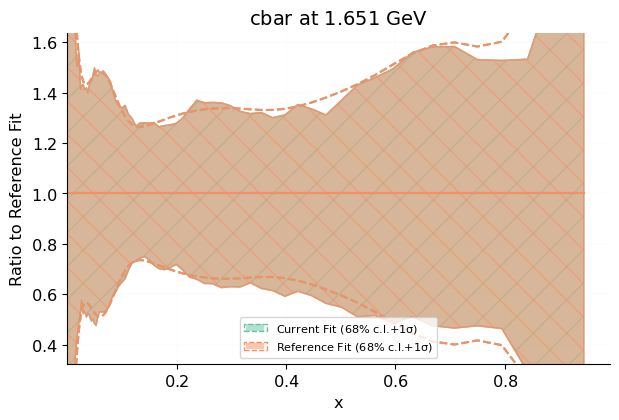 cbar at 1.651 GeV
Ratio to Reference Fit
1.6
1.4
1.2
1.0
0.8
0.6
0.4
Current Fit (68% c.l.+1σ)
Reference Fit (68% c.l.+1σ)
0.2 0.4 0.6 0.8
x